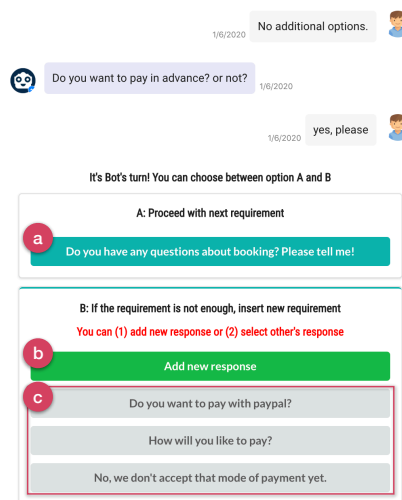 No additional options.
1/6/2020
Do you want to pay in advance? or not?
1/6/2020
yes, please
1/6/2020
It's Bot's turn! You can choose between option A and B
A: Proceed with next requirement
a
Do you have any questions about booking? Please tell me!
B: If the requirement is not enough, insert new requirement
You can (1) add new response or (2) select other's response
b
Add new response
c
Do you want to pay with paypal?
How will you like to pay?
No, we don't accept that mode of payment yet.